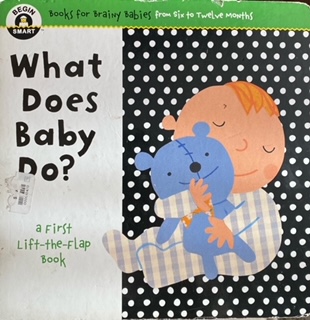 BEGIN
SMART
Books for Brainy Babies from Six to Twelve Months
What
Does
Baby
Do?
a First
Lift-the-Flap
Book